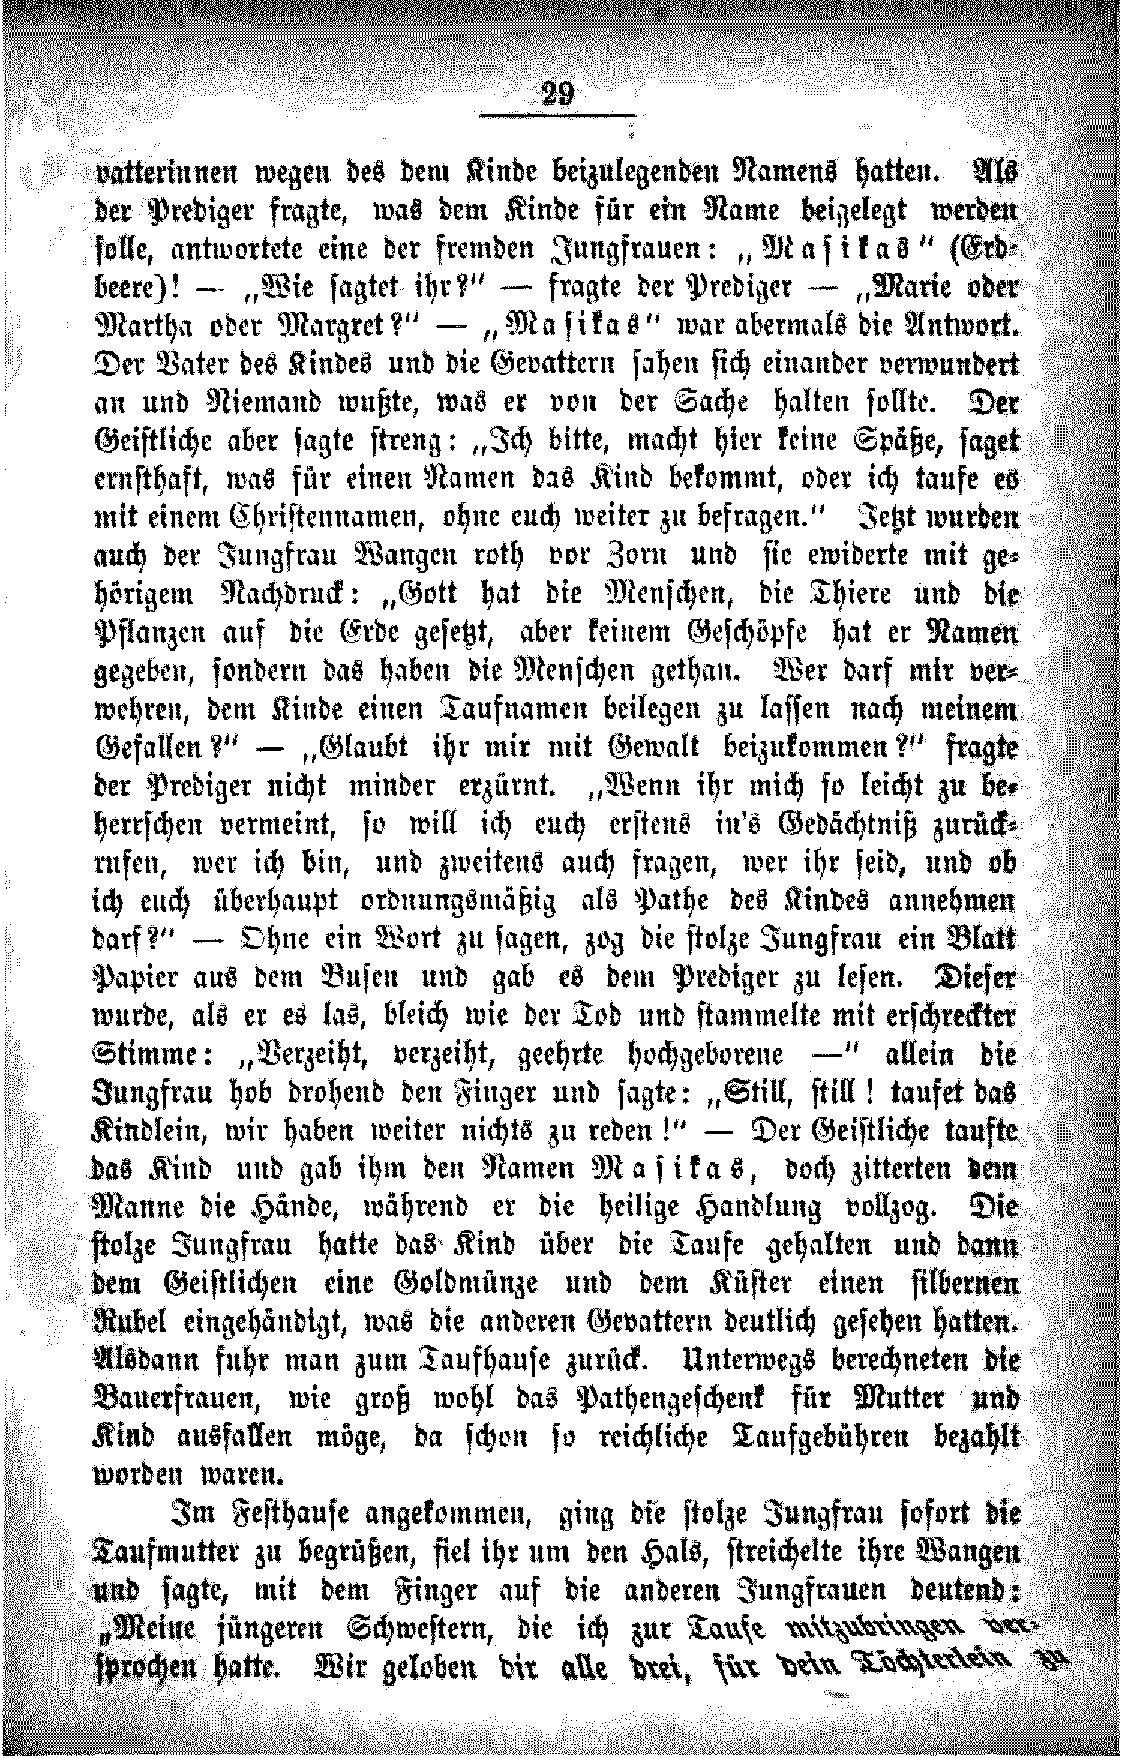 29
vatterinnen wegen des dem Kinde beizulegenden Namens hatten. Als
der Prediger fragte, was dem Kinde für ein Name beigelegt werden
solle, antwortete eine der fremden Jungfrauen: „Masikas“ (Erd-
beere)! — „Wie sagtet ihr?“ — fragte der Prediger — „Marie oder
Martha oder Margret?“ — „Masikas“ war abermals die Antwort.
Der Vater des Kindes und die Gevattern sahen sich einander verwundert
an und Niemand wußte, was er von der Sache halten sollte. Der
Geistliche aber sagte streng: „Ich bitte, macht hier keine Späße, saget
ernsthaft, was für einen Namen das Kind bekommt, oder ich taufe es
mit einem Christennamen, ohne euch weiter zu befragen.“ Jetzt wurden
auch der Jungfrau Wangen roth vor Zorn und sie ewiderte mit ge-
hörigem Nachdruck: „Gott hat die Menschen, die Thiere und die
Pflanzen auf die Erde gesetzt, aber keinem Geschöpfe hat er Namen
gegeben, sondern das haben die Menschen gethan. Wer darf mir ver-
wehren, dem Kinde einen Taufnamen beilegen zu lassen nach meinem
Gefallen?“ — „Glaubt ihr mir mit Gewalt beizukommen?“ fragte
der Prediger nicht minder erzürnt. „Wenn ihr mich so leicht zu be-
herrschen vermeint, so will ich euch erstens in's Gedächtniß zurück-
rufen, wer ich bin, und zweitens auch fragen, wer ihr seid, und ob
ich euch überhaupt ordnungsmäßig als Pathe des Kindes annehmen
darf?“ — Ohne ein Wort zu sagen, zog die stolze Jungfrau ein Blatt
Papier aus dem Busen und gab es dem Prediger zu lesen. Dieser
wurde, als er es las, bleich wie der Tod und stammelte mit erschreckter
Stimme: „Verzeiht, verzeiht, geehrte hochgeborene —“ allein die
Jungfrau hob drohend den Finger und sagte: „Still, still! taufet das
Kindlein, wir haben weiter nichts zu reden!“ — Der Geistliche taufte
das Kind und gab ihm den Namen Masikas, doch zitterten dem
Manne die Hände, während er die heilige Handlung vollzog. Die
stolze Jungfrau hatte das Kind über die Taufe gehalten und dann
dem Geistlichen eine Goldmünze und dem Küster einen silbernen
Rubel eingehändigt, was die anderen Gevattern deutlich gesehen hatten.
Alsdann fuhr man zum Taufhause zurück. Unterwegs berechneten die
Bauerfrauen, wie groß wohl das Pathengeschenk für Mutter und
Kind ausfallen möge, da schon so reichliche Taufgebühren bezahlt
worden waren.
Im Festhause angekommen, ging die stolze Jungfrau sofort die
Taufmutter zu begrüßen, fiel ihr um den Hals, streichelte ihre Wangen
und sagte, mit dem Finger auf die anderen Jungfrauen deutend:
„Meine jüngeren Schwestern, die ich zur Taufe mitzubringen ver-
sprochen hatte. Wir geloben dir alle drei, für dein Töchterlein zu